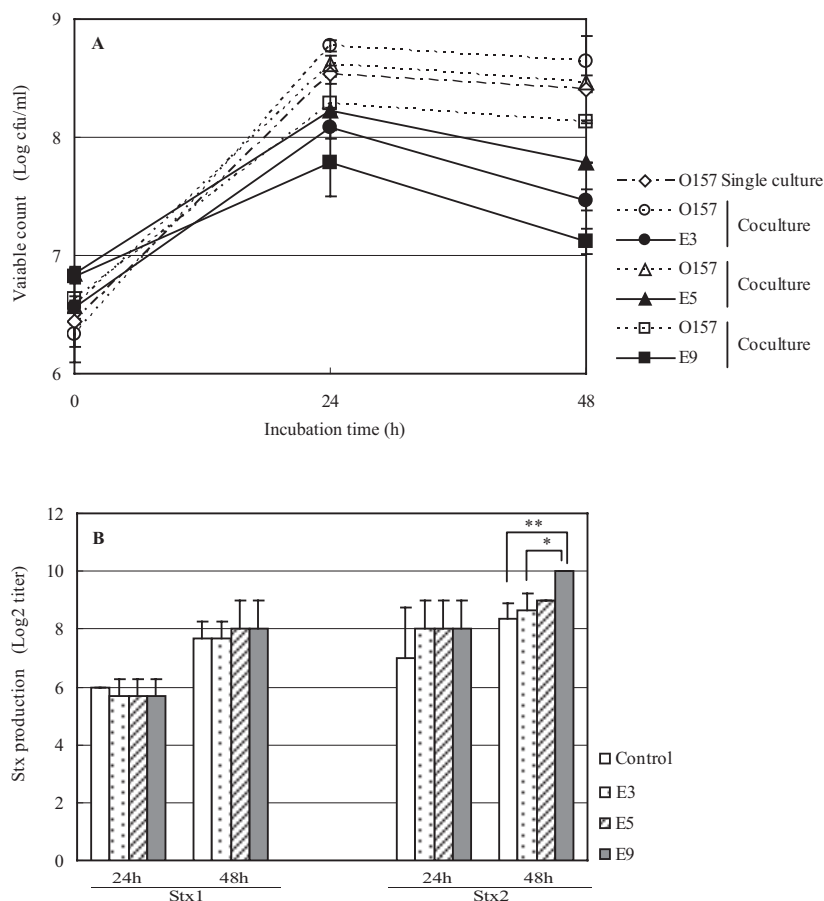 9
A
8
7
6
Vaiable count (Log cfu/ml)
0
24
48
Incubation time (h)
O157 Single culture
O157
Coculture
E3
O157
Coculture
E5
O157
Coculture
E9
12
B
**
*
10
8
6
4
2
0
Stx production (Log2 titer)
24h
48h
24h
48h
Stx1
Stx2
Control
E3
E5
E9